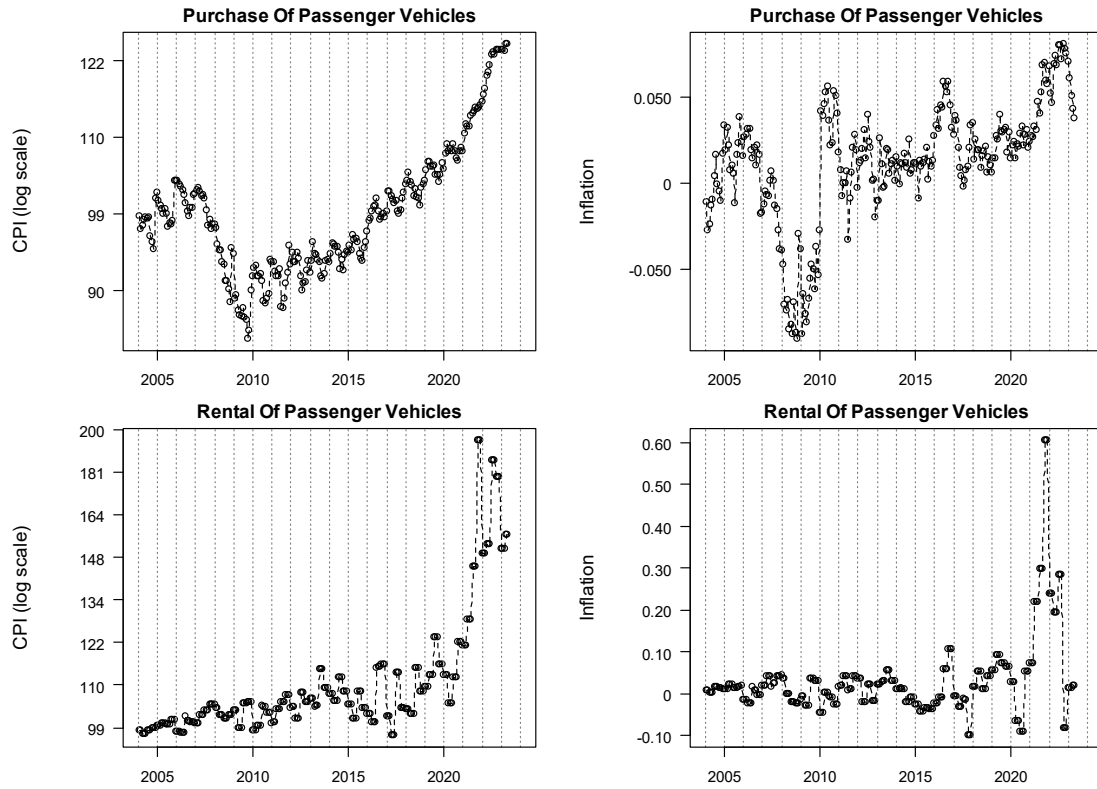 Purchase Of Passenger Vehicles
CPI (log scale)
122
110
99
90
2005 2010 2015 2020
Purchase Of Passenger Vehicles
Inflation
0.050
0
-0.050
2005 2010 2015 2020
Rental Of Passenger Vehicles
CPI (log scale)
200
181
164
148
134
122
110
99
2005 2010 2015 2020
Rental Of Passenger Vehicles
Inflation
0.60
0.50
0.40
0.30
0.20
0.10
0
-0.10
2005 2010 2015 2020